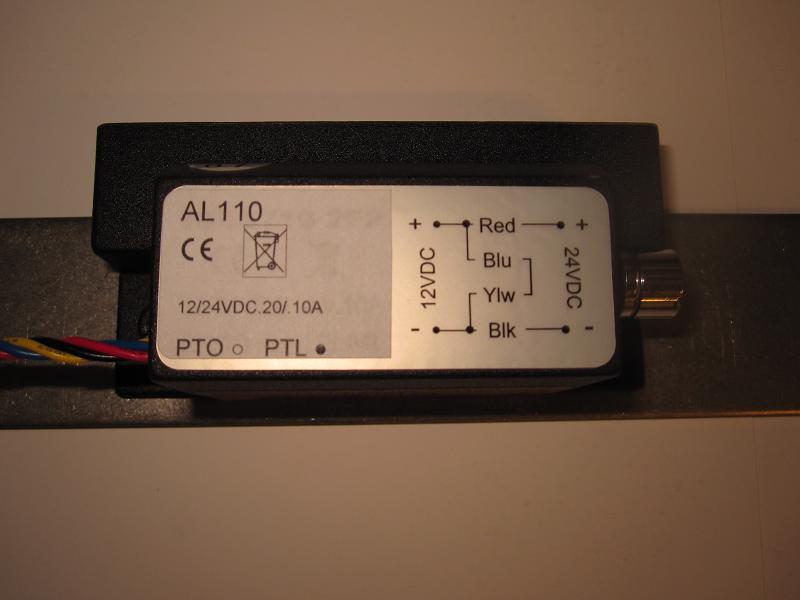 AL110
CE
12/24VDC.20/.10A
PTO PTL
+ Red +
Blu
12VDC 24VDC
Ylw
- Blk -